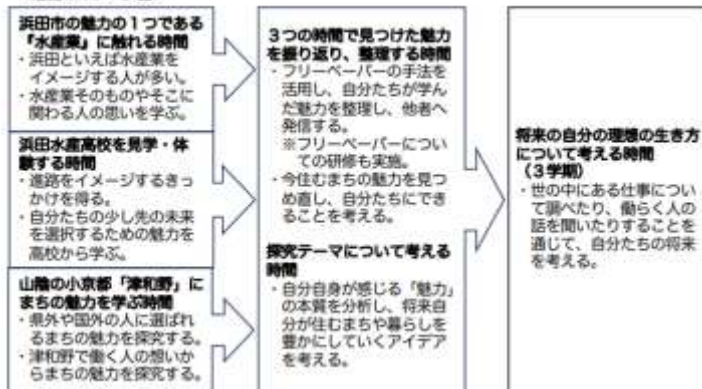 浜田市の魅力の1つである
「水産業」に触れる時間
・浜田といえば水産業を
イメージする人が多い。
・水産業そのものやそこに
関わる人の思いを学ぶ。
浜田水産高校を見学・体
験する時間
・進路をイメージするきっ
かけを得る。
・自分たちの少し先の未来
を選択するための魅力を
高校から学ぶ。
山陰の小京都「津和野」に
まちの魅力を学ぶ時間
・県外や国外の人に選ばれ
るまちの魅力を探究する。
・津和野で働く人の想いか
らまちの魅力を探究する。
3つの時間で見つけた魅力
を振り返り、整理する時間
・フリーペーパーの手法を
活用し、自分たちが学ん
だ魅力を整理し、他者へ
発信する。
※フリーペーパーについ
ての研修も実施。
・今住むまちの魅力を見つ
め直し、自分たちにでき
ることを考える。
探究テーマについて考える
時間
・自分自身が感じる「魅力」
の本質を分析し、将来自
分が住むまちや暮らしを
豊かにしていくアイデア
を考える。
将来の自分の理想の生き方
について考える時間
（3学期）
・世の中にある仕事につい
て調べたり、働らく人の
話を聞いたりすることを
通じて、自分たちの将来
を考える。